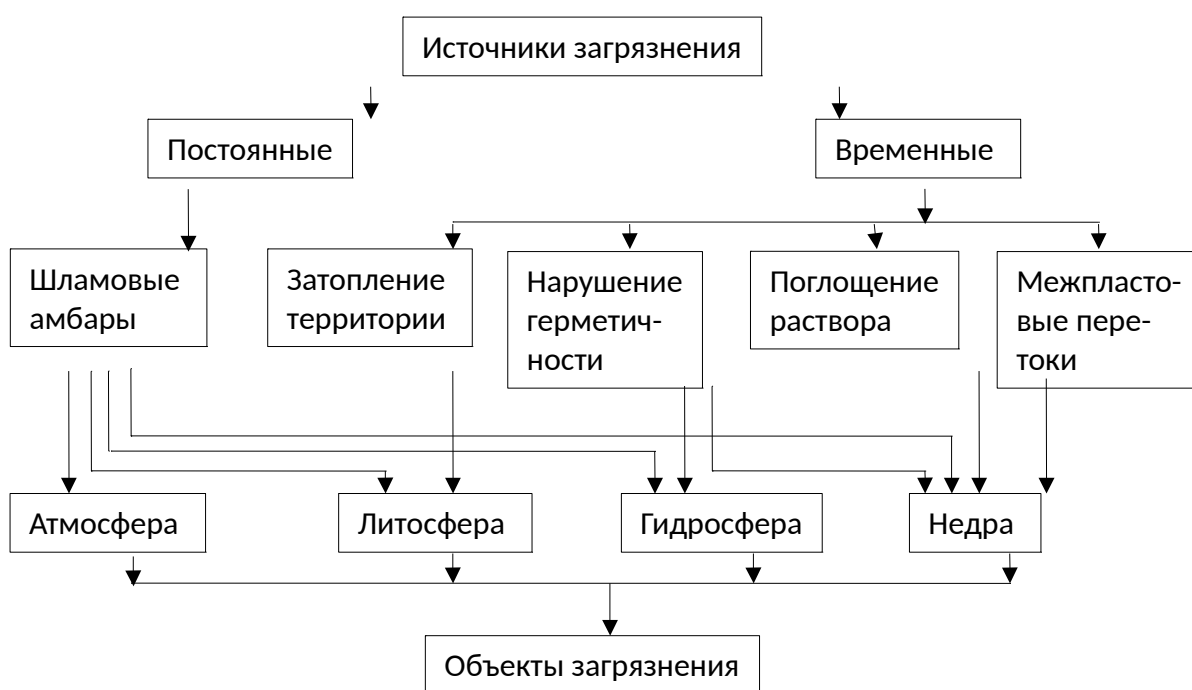 Источники загрязнения
Постоянные
Временные
Шламовые
амбары
Затопление
территории
Нарушение
герметич-
ности
Поглощение
раствора
Межпласто-
вые пере-
токи
Атмосфера
Литосфера
Гидросфера
Недра
Объекты загрязнения